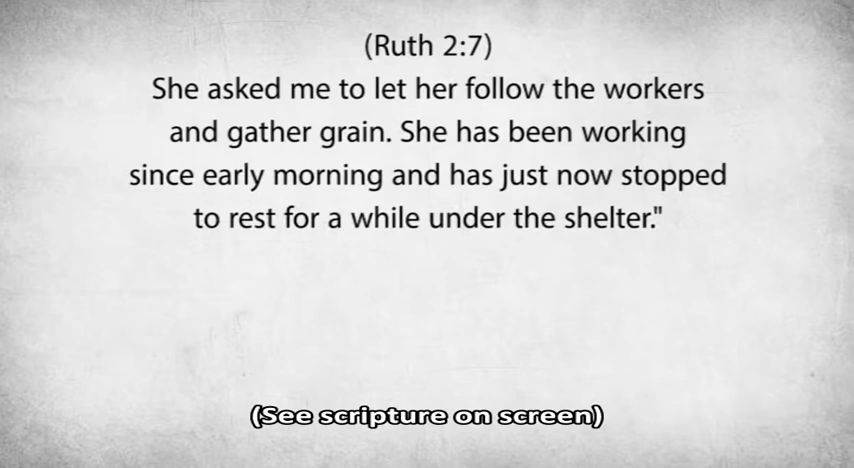 (Ruth 2:7)
She asked me to let her follow the workers
and gather grain. She has been working
since early morning and has just now stopped
to rest for a while under the shelter."
(See scripture on screen)